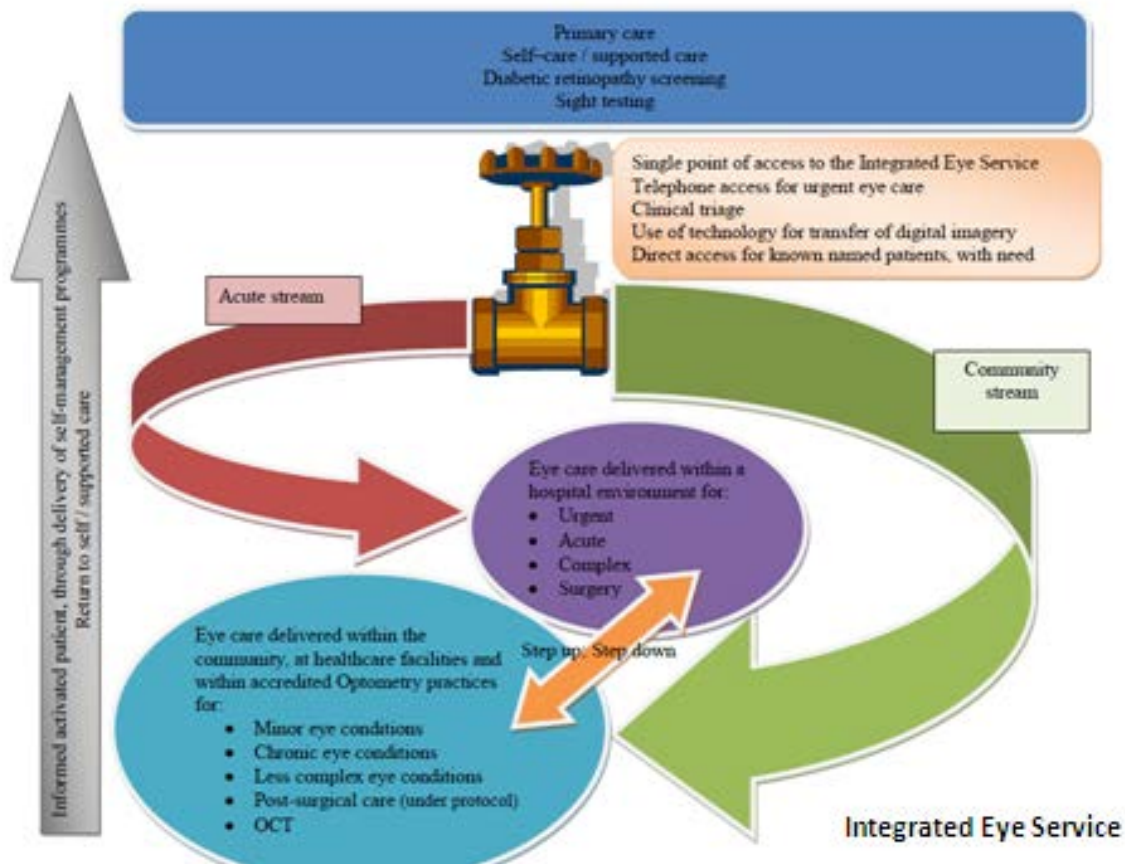 Primary care
Self-care / supported care
Diabetic retinopathy screening
Sight testing
Single point of access to the Integrated Eye Service
Telephone access for urgent eye care
Clinical triage
Use of technology for transfer of digital imagery
Direct access for known named patients, with need
Acute stream
Community
stream
Informed activated patient, through delivery of self-management programmes
Return to self / supported care
Eye care delivered within a
hospital environment for:
• Urgent
• Acute
• Complex
• Surgery
Step up; Step down
Eye care delivered within the
community, at healthcare facilities and
within accredited Optometry practices
for:
• Minor eye conditions
• Chronic eye conditions
• Less complex eye conditions
• Post-surgical care (under protocol)
• OCT
Integrated Eye Service